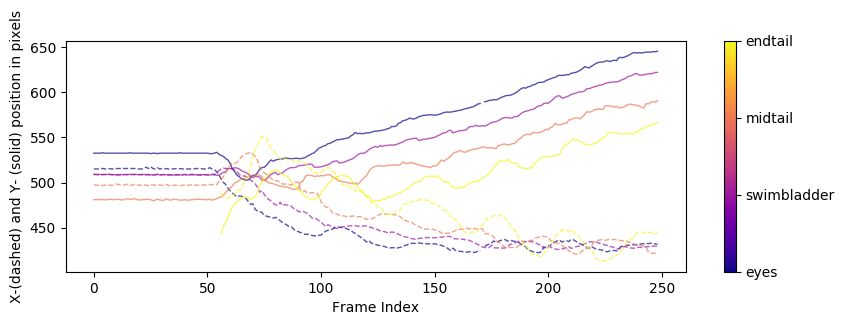 X-(dashed) and Y- (solid) position in pixels
650
600
550
500
450
0
50
100
150
200
250
Frame Index
endtail
midtail
swimbladder
eyes